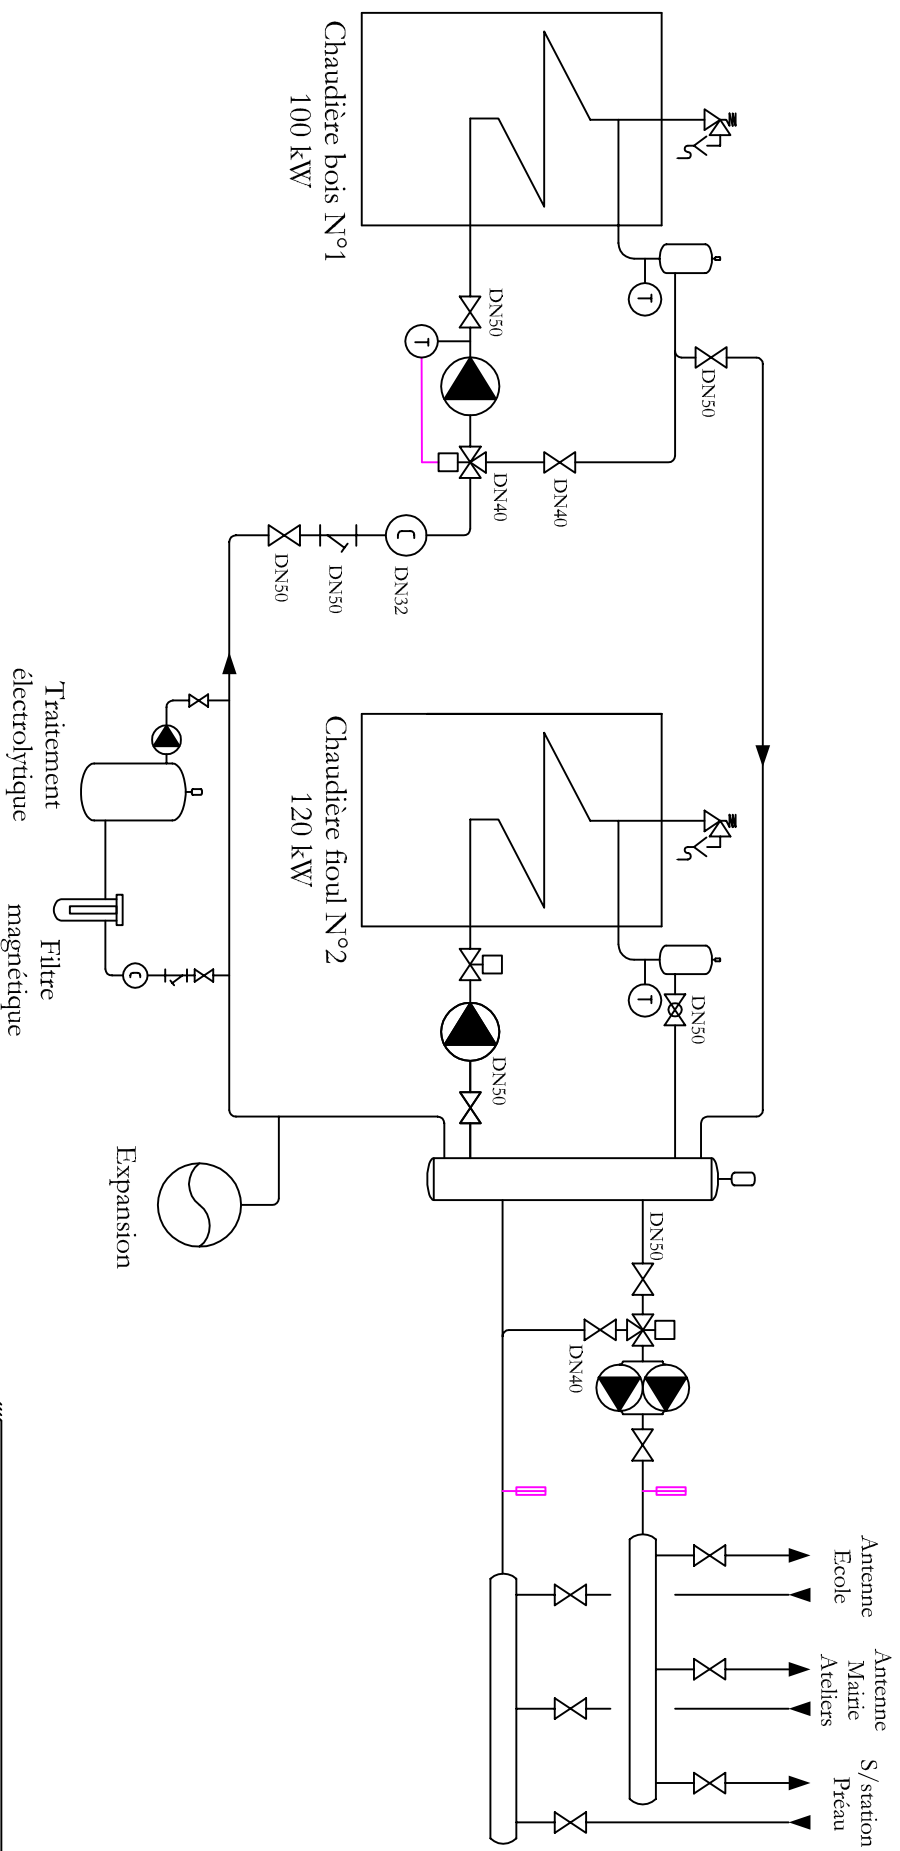 Chaudière bois N°1
100 kW
T
DN50
T
DN50
DN40
DN40
C
DN32
DN50
DN50
Chaudière fioul N°2
120 kW
T
DN50
DN50
Traitement
électrolytique
C
Filtre
magnétique
Expansion
DN50
DN40
Antenne
Ecole
Antenne
Mairie
Ateliers
S/station
Préau